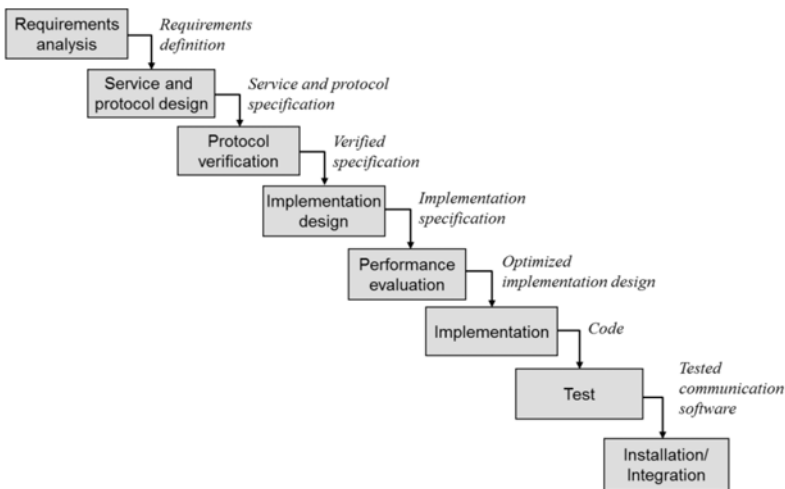 Requirements
analysis
Requirements
definition
Service and
protocol design
Service and protocol
specification
Protocol
verification
Verified
specification
Implementation
design
Implementation
specification
Performance
evaluation
Optimized
implementation design
Implementation
Code
Test
Tested
communication
software
Installation/
Integration